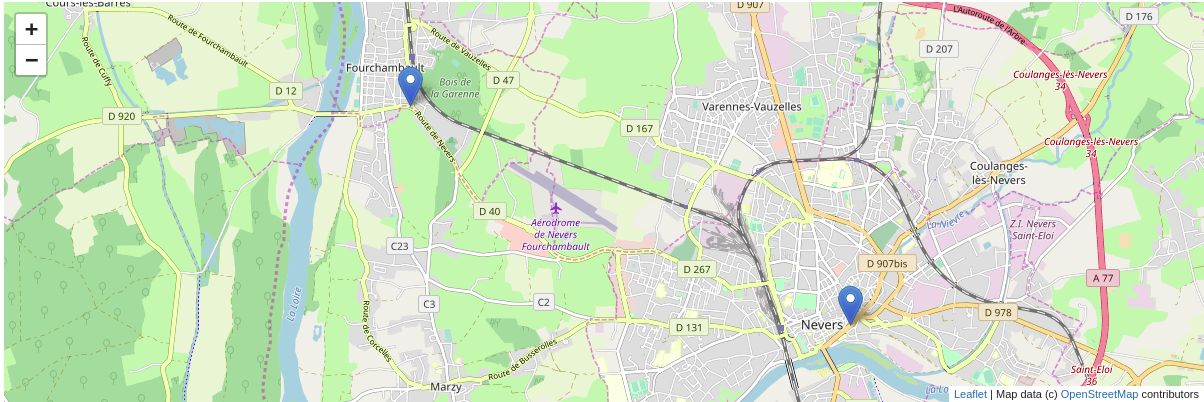 Cours-les-Barres
D 907
L'Autoroute de l'Arbre
D 176
Route de Fourchambault
Route de Vauzelles
D 207
+
−
Route de Cuffy
Fourchambault
D 47
Bois de
la Garenne
Coulanges-lès-Nevers
34
D 12
Varennes-Vauzelles
D 920
D 167
Route de Nevers
Coulanges-lès-Nevers
34
Coulanges-
lès-Nevers
D 40
Aérodrome
de Nevers
Fourchambault
La Nièvre
Z.I. Nevers
Saint-Eloi
C23
D 267
D 907bis
A 77
La Loire
C3
C2
D 978
Route de Corcelles
D 131
Nevers
Route de Busserolles
Marzy
Saint-Eloi
36
Leaflet | Map data (c) OpenStreetMap contributors